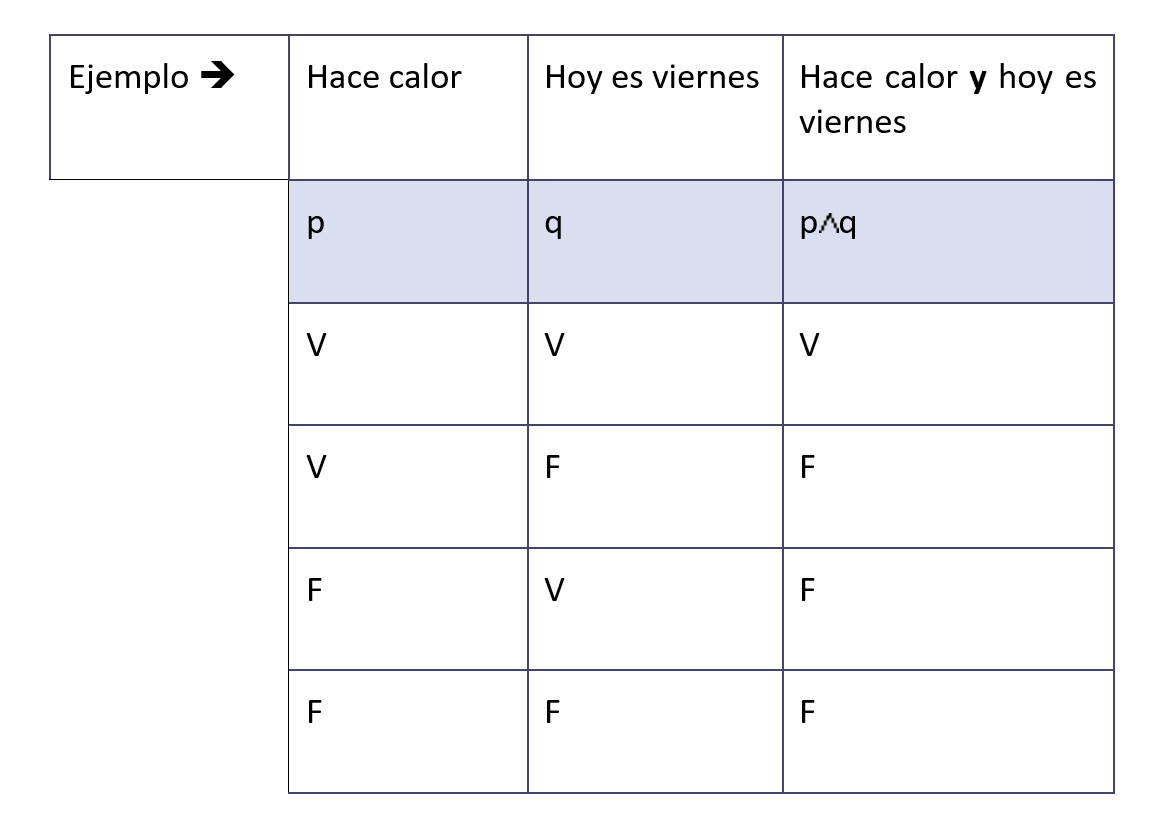 Ejemplo ➔ Hace calor Hoy es viernes Hace calor y hoy es
viernes
p q p∧q
V V V
V F F
F V F
F F F